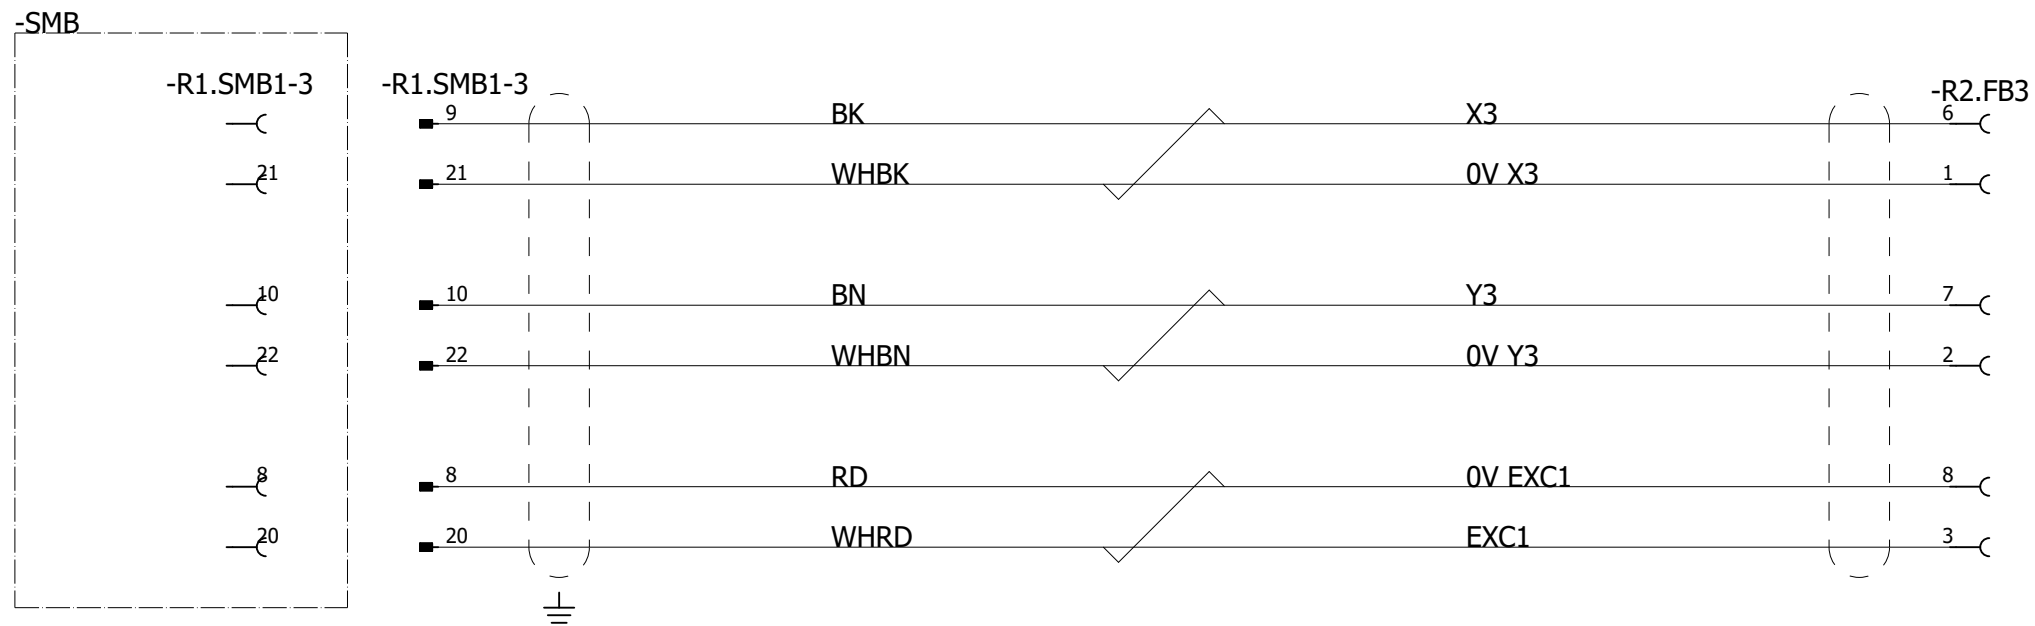 -SMB
-R1.SMB1-3 -R1.SMB1-3 -R2.FB3
9 BK X3 6
21 21 WHBK 0V X3 1
10 10 BN Y3 7
22 22 WHBN 0V Y3 2
8 8 RD 0V EXC1 8
20 20 WHRD EXC1 3